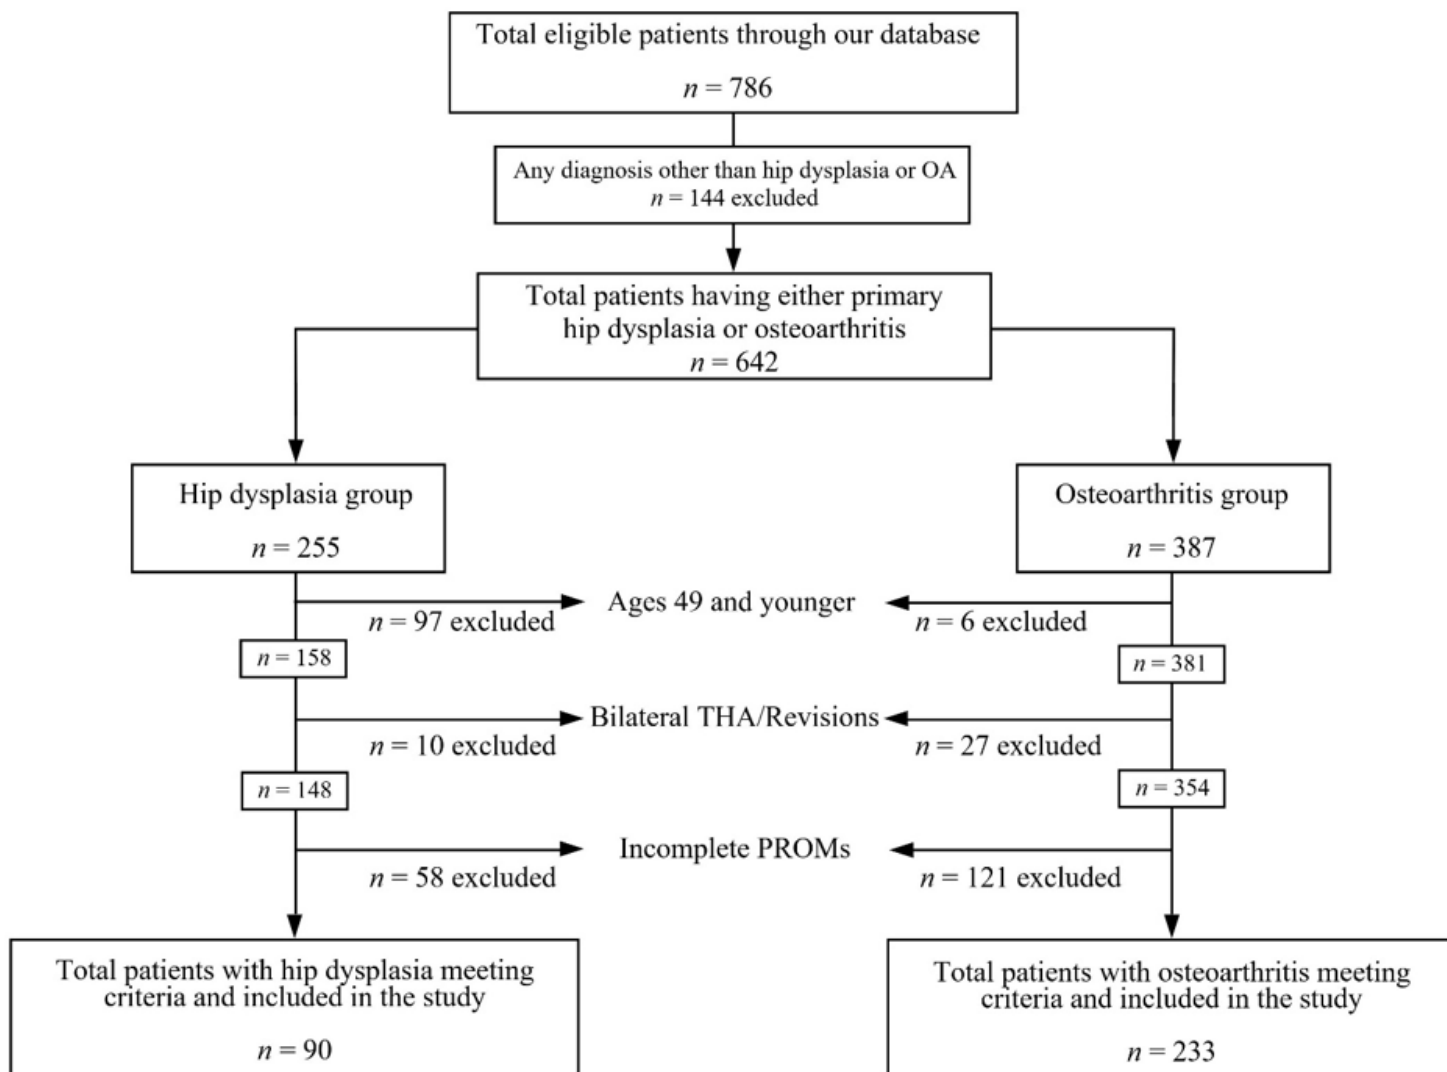 Total eligible patients through our database
n = 786
Any diagnosis other than hip dysplasia or OA
n = 144 excluded
Total patients having either primary
hip dysplasia or osteoarthritis
n = 642
Hip dysplasia group
n = 255
Osteoarthritis group
n = 387
Ages 49 and younger
n = 97 excluded
n = 6 excluded
n = 158
n = 381
Bilateral THA/Revisions
n = 10 excluded
n = 27 excluded
n = 148
n = 354
Incomplete PROMs
n = 58 excluded
n = 121 excluded
Total patients with hip dysplasia meeting
criteria and included in the study
n = 90
Total patients with osteoarthritis meeting
criteria and included in the study
n = 233